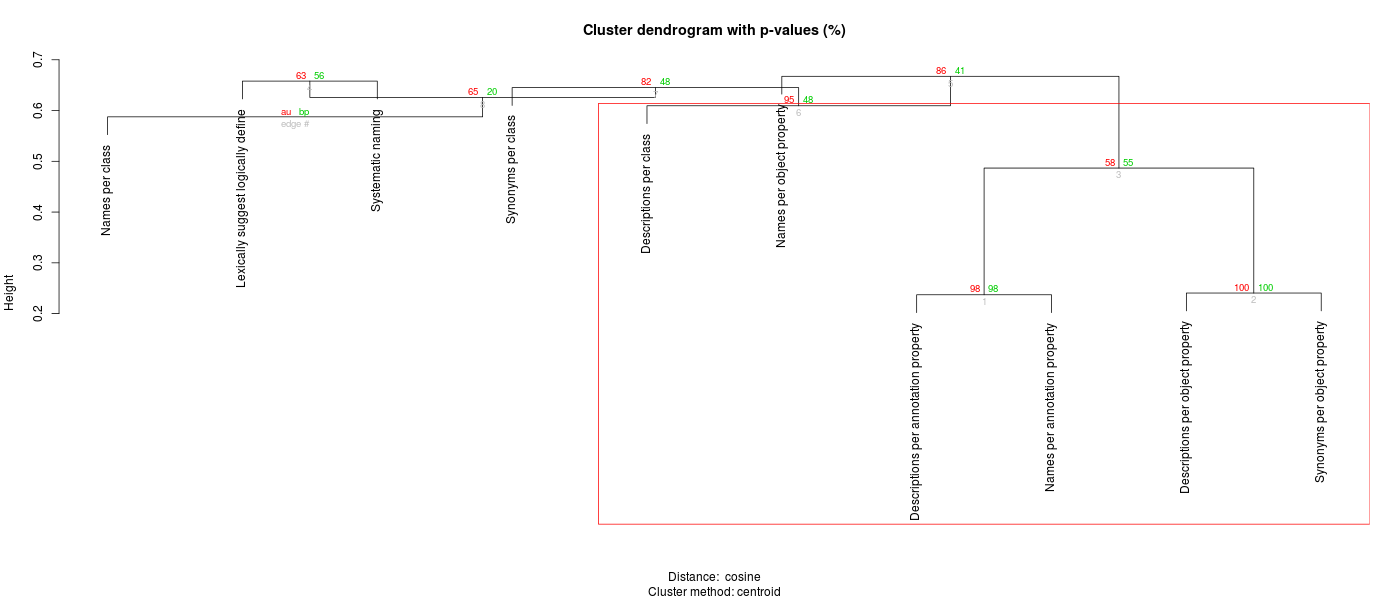 Cluster dendrogram with p-values (%)
Height
0.2
0.3
0.4
0.5
0.6
0.7
63 56
65 20
82 48
86 41
95 48
58 55
98 98
100 100
au bp
edge #
1
2
3
6
Names per class
Lexically suggest logically define
Systematic naming
Synonyms per class
Descriptions per class
Names per object property
Descriptions per annotation property
Names per annotation property
Descriptions per object property
Synonyms per object property
Distance: cosine
Cluster method: centroid